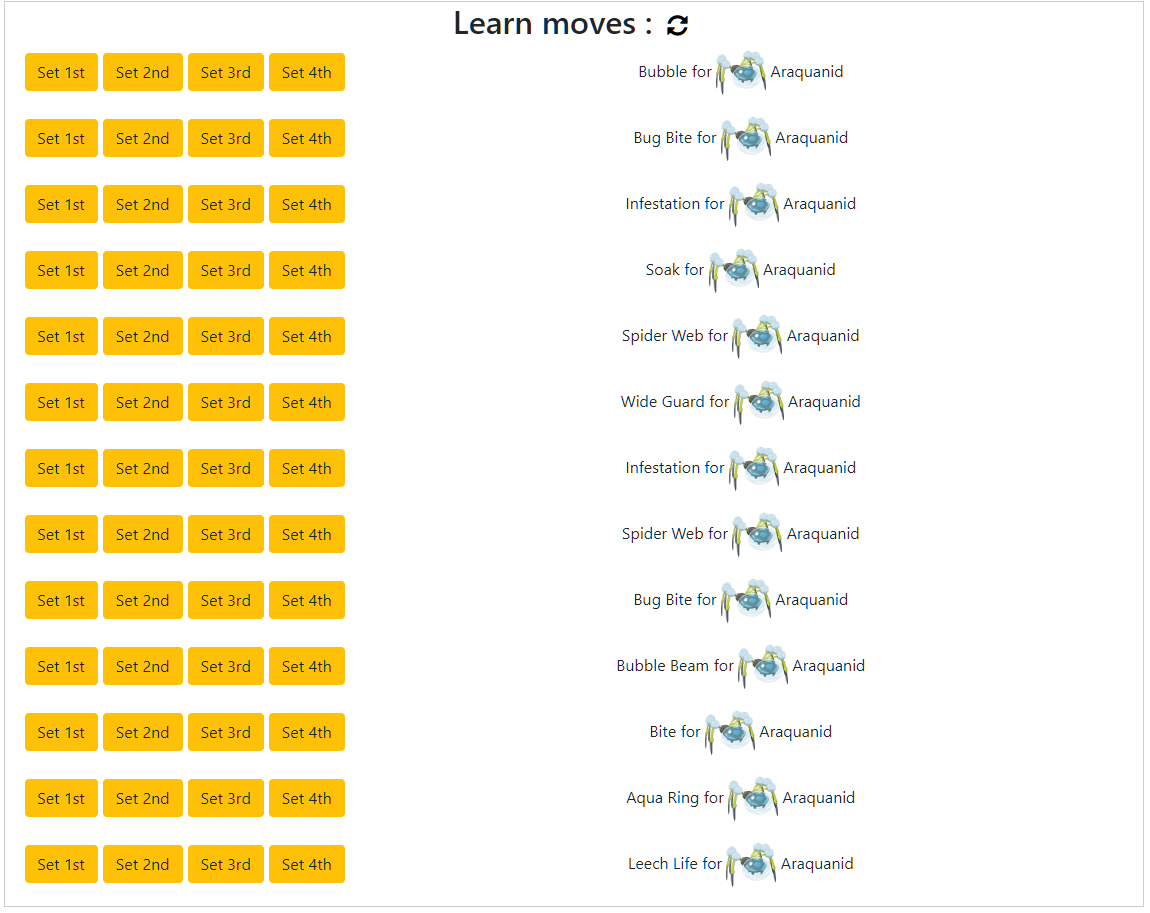 Learn moves :
Set 1st Set 2nd Set 3rd Set 4th Bubble for Araquanid
Set 1st Set 2nd Set 3rd Set 4th Bug Bite for Araquanid
Set 1st Set 2nd Set 3rd Set 4th Infestation for Araquanid
Set 1st Set 2nd Set 3rd Set 4th Soak for Araquanid
Set 1st Set 2nd Set 3rd Set 4th Spider Web for Araquanid
Set 1st Set 2nd Set 3rd Set 4th Wide Guard for Araquanid
Set 1st Set 2nd Set 3rd Set 4th Infestation for Araquanid
Set 1st Set 2nd Set 3rd Set 4th Spider Web for Araquanid
Set 1st Set 2nd Set 3rd Set 4th Bug Bite for Araquanid
Set 1st Set 2nd Set 3rd Set 4th Bubble Beam for Araquanid
Set 1st Set 2nd Set 3rd Set 4th Bite for Araquanid
Set 1st Set 2nd Set 3rd Set 4th Aqua Ring for Araquanid
Set 1st Set 2nd Set 3rd Set 4th Leech Life for Araquanid